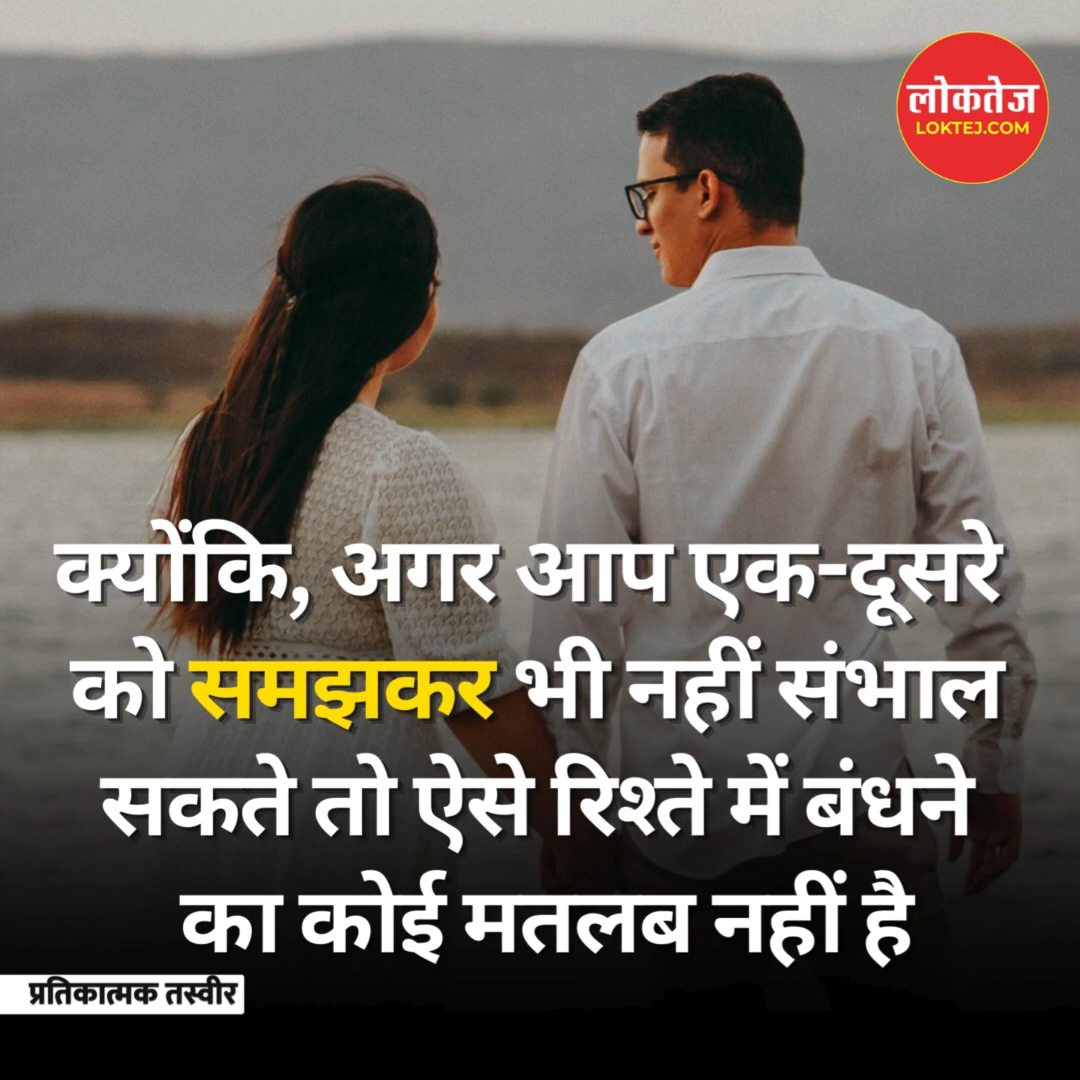 लोकतेज
LOKTEJ.COM
क्योंकि, अगर आप एक-दूसरे
को समझकर भी नहीं संभाल
सकते तो ऐसे रिश्ते में बंधने
का कोई मतलब नहीं है
प्रतिकात्मक तस्वीर